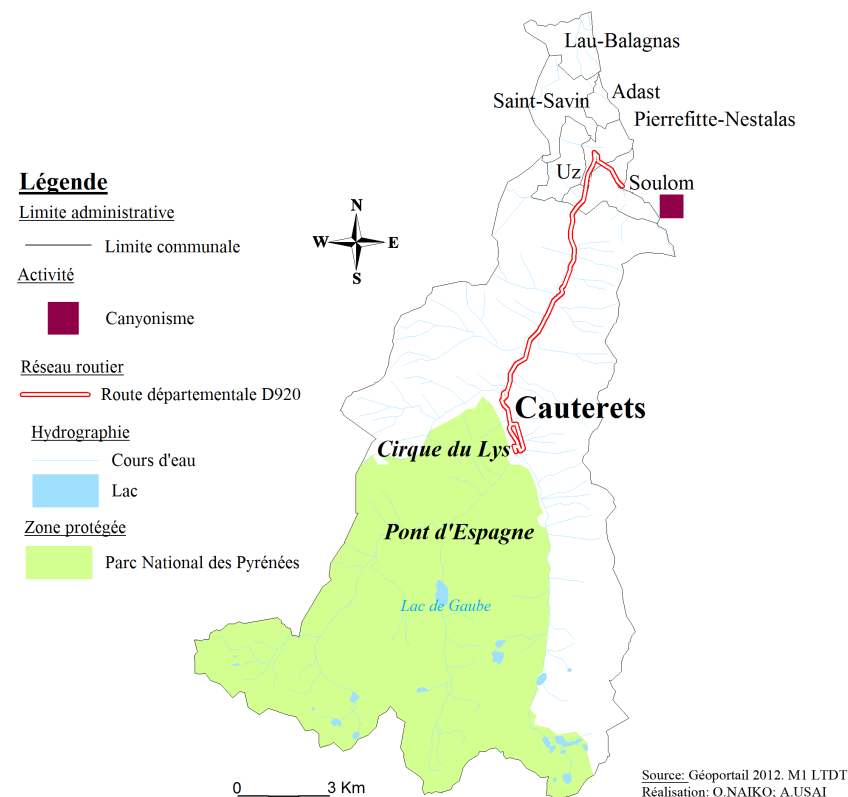 Lau-Balagnas
Saint-Savin
Adast
Pierrefitte-Nestalas
Uz
Soulom
Légende
Limite administrative
Limite communale
Activité
Canyonisme
Réseau routier
Route départementale D920
Hydrographie
Cours d'eau
Lac
Zone protégée
Parc National des Pyrénées
N
W
E
S
Cauterets
Cirque du Lys
Pont d'Espagne
Lac de Gaube
0 3 Km
Source: Géoportail 2012. M1 LTDT
Réalisation: O.NAIKO; A.USAI